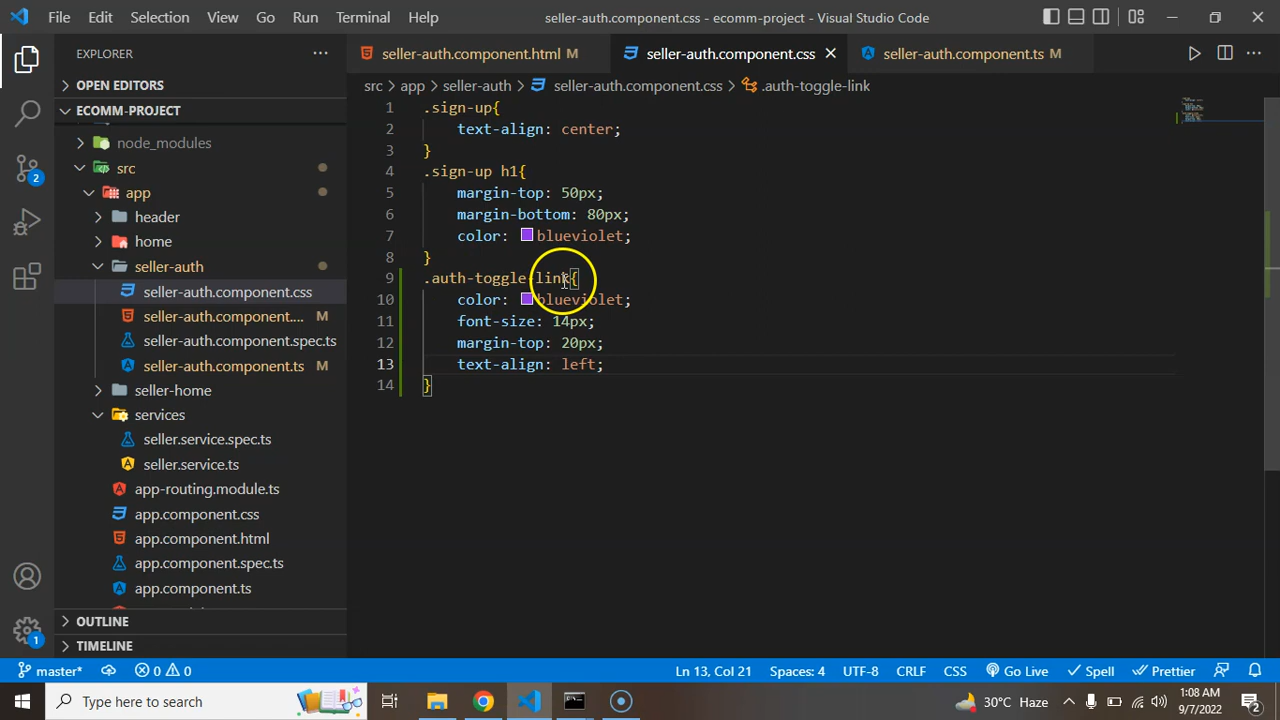 File Edit Selection View Go Run Terminal Help seller-auth.component.css - ecomm-project - Visual Studio Code
EXPLORER
OPEN EDITORS
ECOMM-PROJECT
node_modules
src
app
header
home
seller-auth
seller-auth.component.css
seller-auth.component.... M
seller-auth.component.spec.ts
seller-auth.component.ts M
seller-home
services
seller.service.spec.ts
seller.service.ts
app-routing.module.ts
app.component.css
app.component.html
app.component.spec.ts
app.component.ts
OUTLINE
TIMELINE
2
1
seller-auth.component.html M seller-auth.component.css seller-auth.component.ts M
src > app > seller-auth > seller-auth.component.css > .auth-toggle-link
1 .sign-up{
2 text-align: center;
3 }
4 .sign-up h1{
5 margin-top: 50px;
6 margin-bottom: 80px;
7 color: blueviolet;
8 }
9 .auth-toggle-link{
10 color: blueviolet;
11 font-size: 14px;
12 margin-top: 20px;
13 text-align: left;
14 }
master* 0 0 Ln 13, Col 21 Spaces: 4 UTF-8 CRLF CSS Go Live Spell Prettier
Type here to search 30°C Haze 1:08 AM
9/7/2022 2